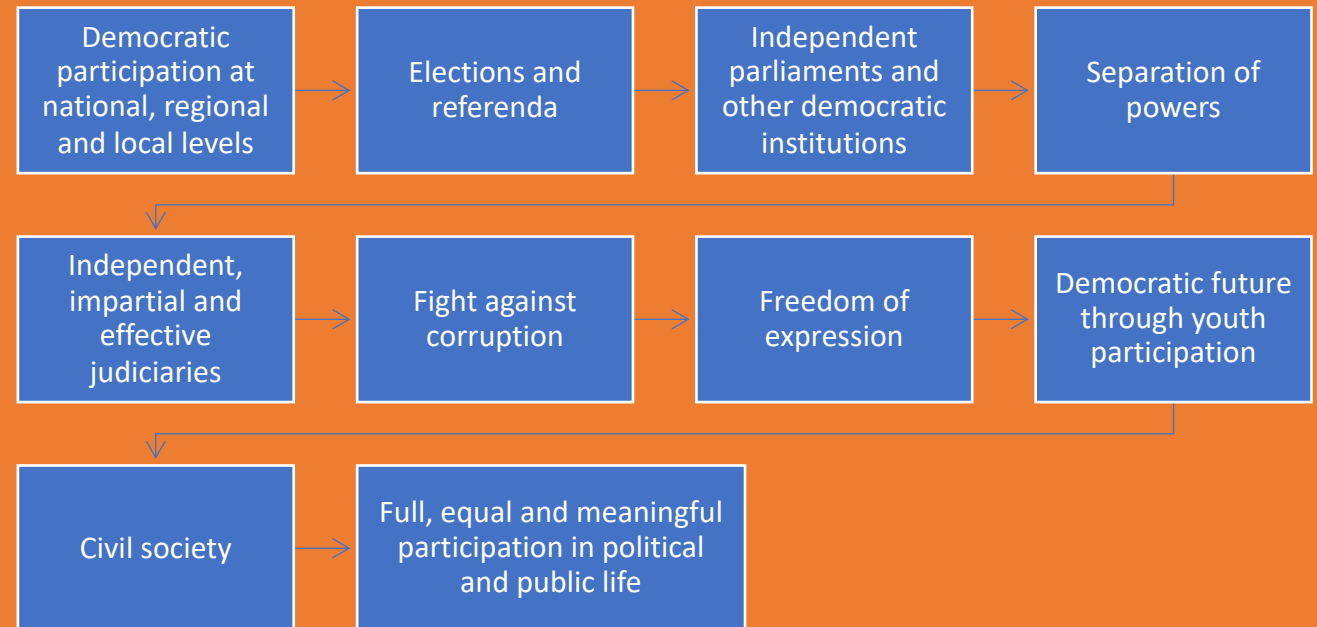 Democratic
participation at
national, regional
and local levels
Elections and
referenda
Independent
parliaments and
other democratic
institutions
Separation of
powers
Independent,
impartial and
effective
judiciaries
Fight against
corruption
Freedom of
expression
Democratic future
through youth
participation
Civil society
Full, equal and meaningful
participation in political
and public life